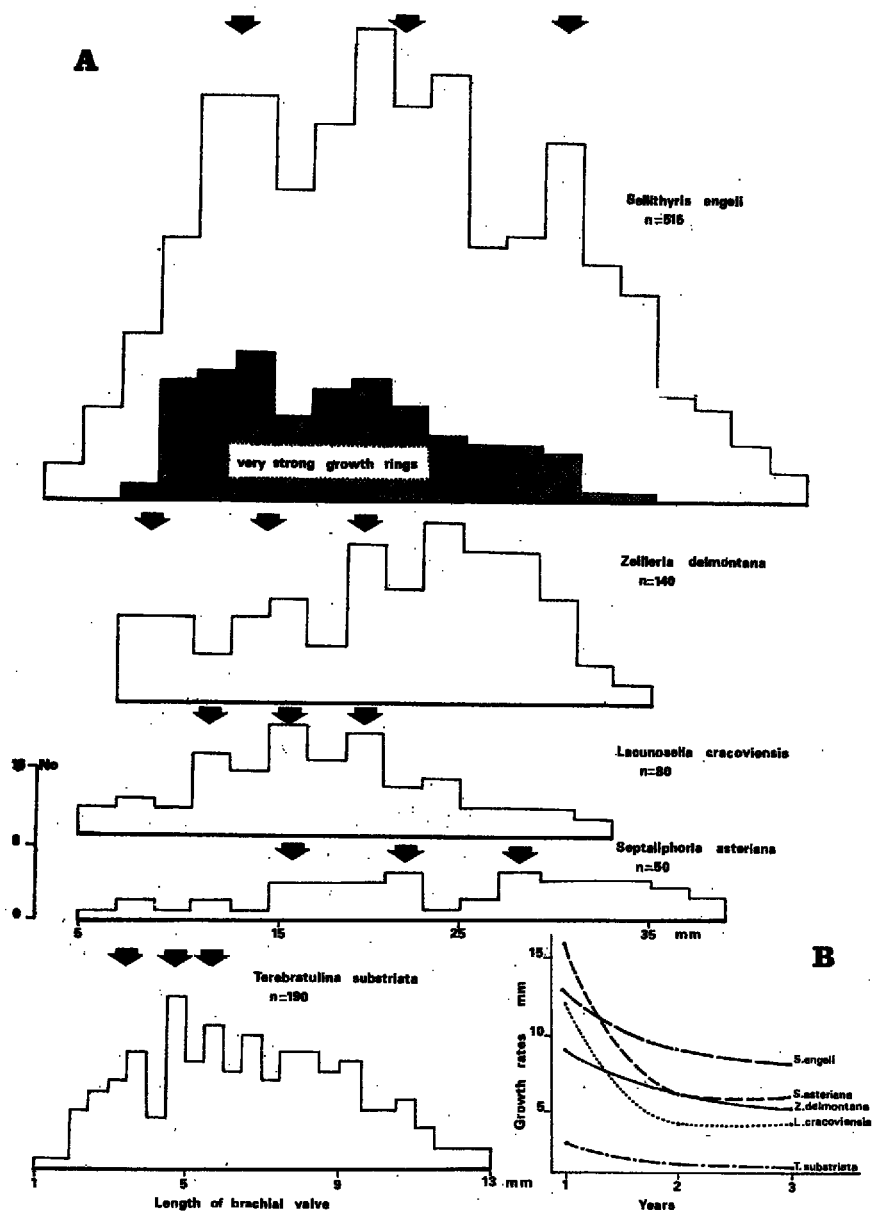 A
Sellithyris engeli
n=516
very strong growth rings
Zeilleria delmontana
n=140
Lacunosella cracoviensis
n=80
No
5
0
Septaliphoria asteriana
n=50
5 15 25 35 mm
Terebratulina substriata
n=190
1 5 9 13 mm
Length of brachial valve
B
Growth rates mm
15
10
5
S.engeli
S.asteriana
Z.delmontana
L.cracoviensis
T.substriata
1 2 3
Years